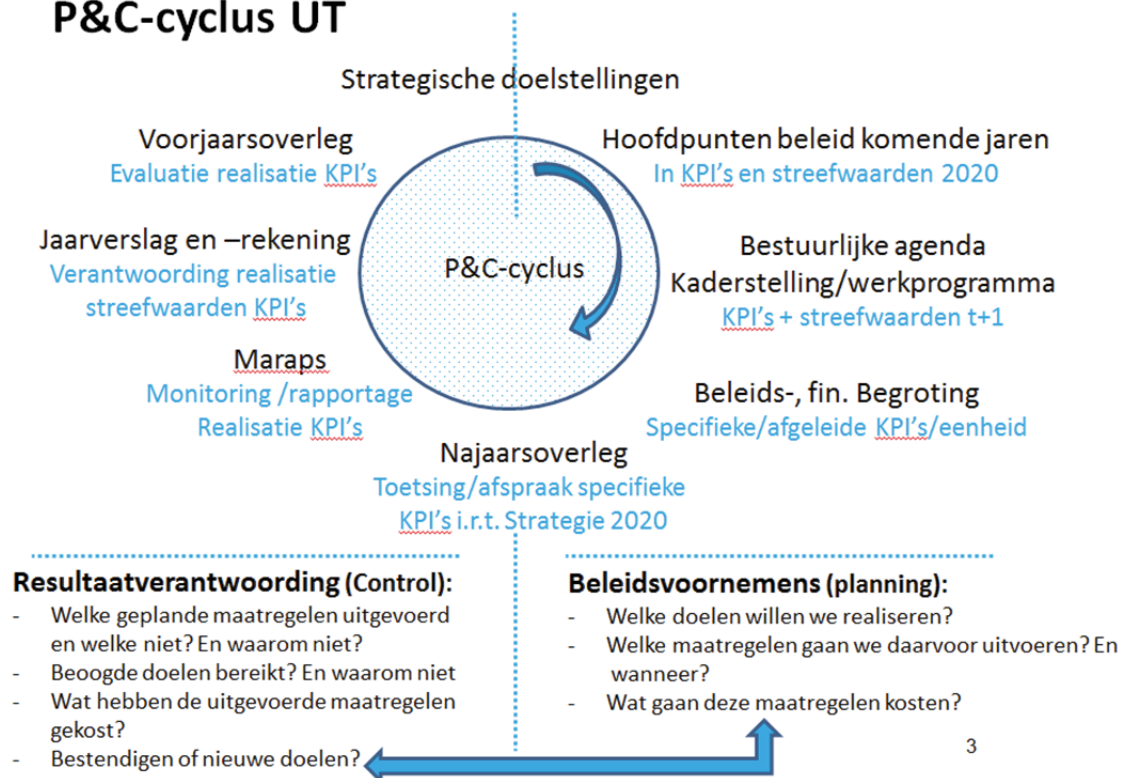 P&C-cyclus UT
Strategische doelstellingen
Voorjaarsoverleg
Evaluatie realisatie KPI's
Hoofdpunten beleid komende jaren
In KPI's en streefwaarden 2020
Jaarverslag en –rekening
Verantwoording realisatie
streefwaarden KPI's
P&C-cyclus
Bestuurlijke agenda
Kaderstelling/werkprogramma
KPI's + streefwaarden t+1
Maraps
Monitoring /rapportage
Realisatie KPI's
Beleids-, fin. Begroting
Specifieke/afgeleide KPI's/eenheid
Najaarsoverleg
Toetsing/afspraak specifieke
KPI's i.r.t. Strategie 2020
Resultaatverantwoording (Control):
- Welke geplande maatregelen uitgevoerd
en welke niet? En waarom niet?
- Beoogde doelen bereikt? En waarom niet
- Wat hebben de uitgevoerde maatregelen
gekost?
- Bestendigen of nieuwe doelen?
Beleidsvoornemens (planning):
- Welke doelen willen we realiseren?
- Welke maatregelen gaan we daarvoor uitvoeren? En
wanneer?
- Wat gaan deze maatregelen kosten?
3